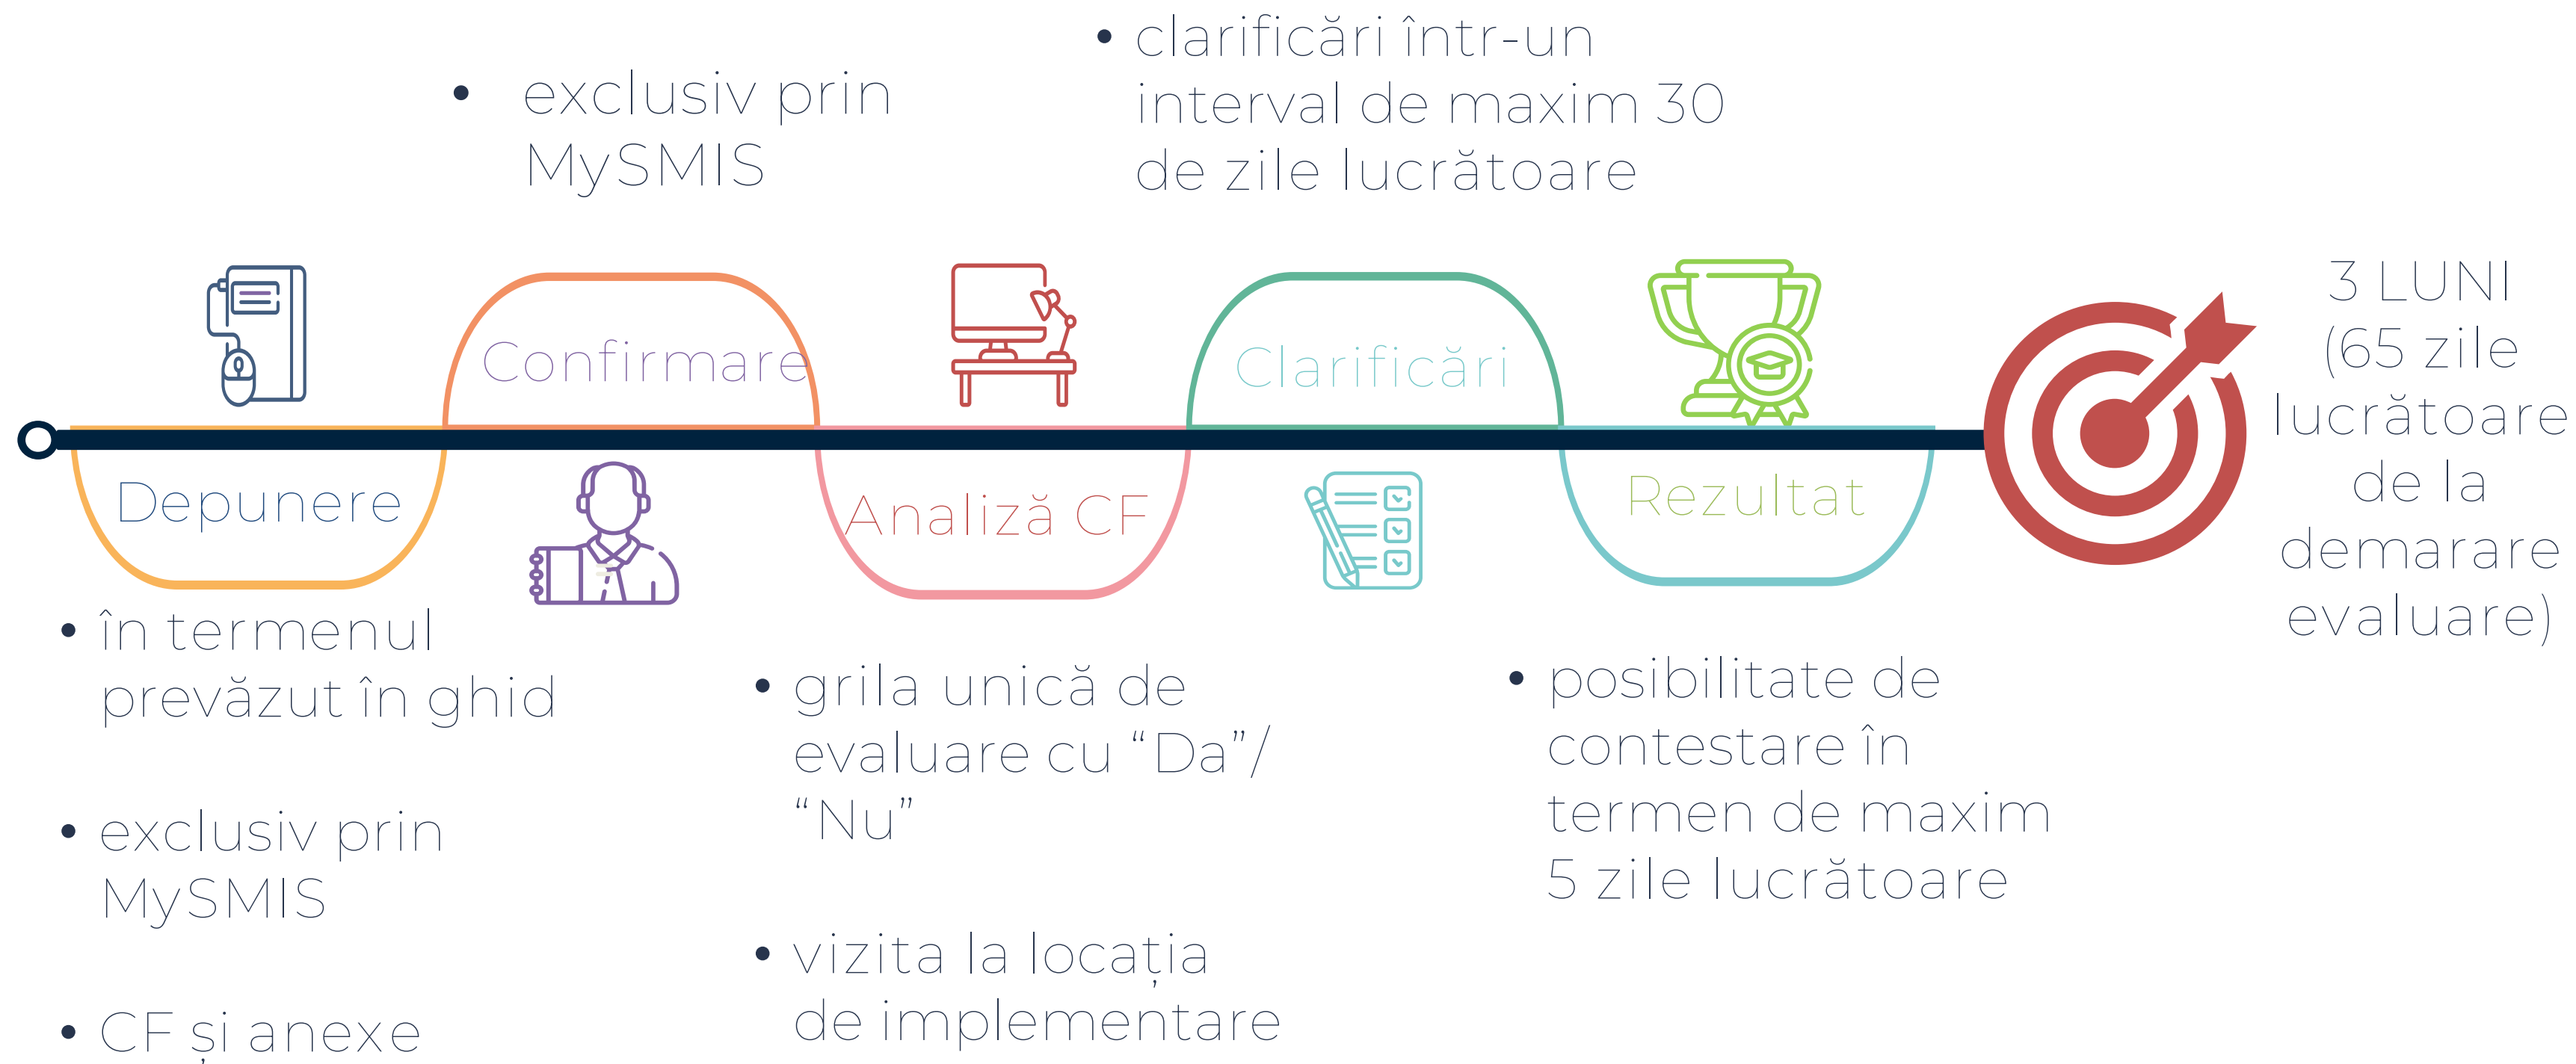 • exclusiv prin
MySMIS
• clarificări într-un
interval de maxim 30
de zile lucrătoare
Confirmare
Clarificări
Depunere
Analiză CF
Rezultat
3 LUNI
(65 zile
lucrătoare
de la
demarare
evaluare)
• în termenul
prevăzut în ghid
• exclusiv prin
MySMIS
• CF și anexe
• grila unică de
evaluare cu “Da”/
“Nu”
• vizita la locația
de implementare
• posibilitate de
contestare în
termen de maxim
5 zile lucrătoare